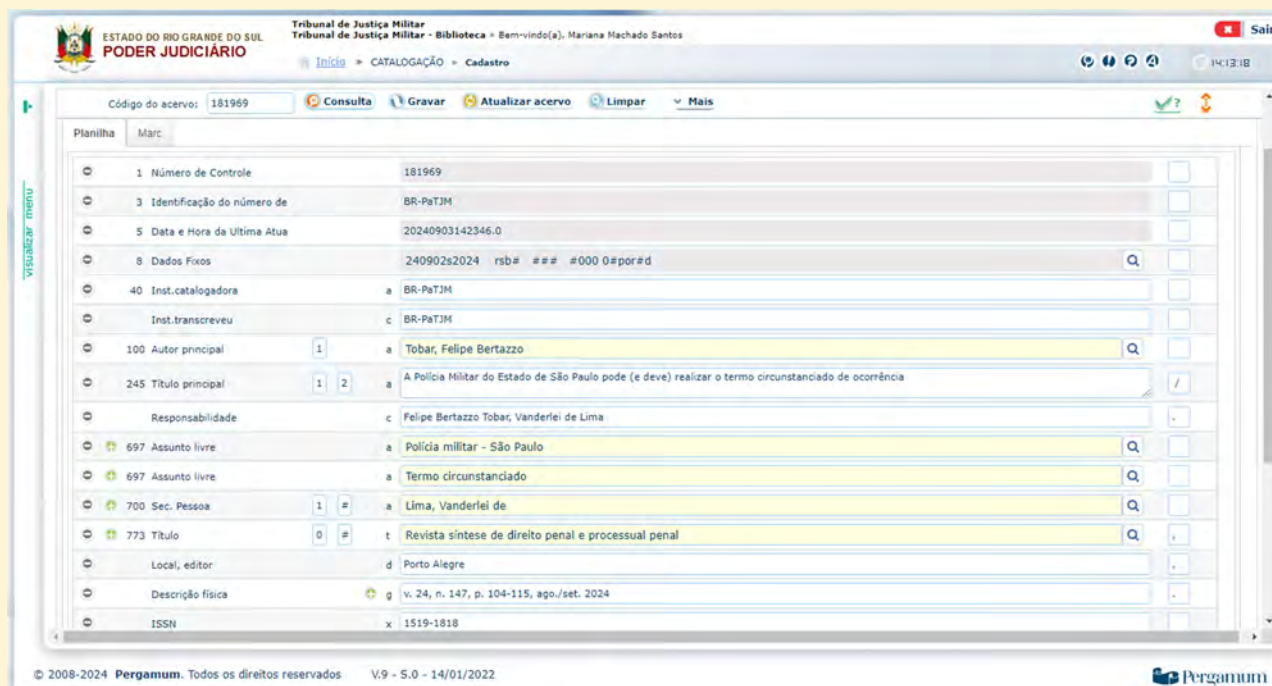 ESTADO DO RIO GRANDE DO SUL
PODER JUDICIÁRIO
Tribunal de Justiça Militar
Tribunal de Justiça Militar - Biblioteca » Bem-vindo(a), Mariana Machado Santos
Sair
Início » CATALOGAÇÃO » Cadastro
14:13:18
visualizar menu
Código do acervo: 181969 Consulta Gravar Atualizar acervo Limpar Mais
Planilha Marc
1 Número de Controle 181969
3 Identificação do número de BR-PaTJM
5 Data e Hora da Ultima Atua 20240903142346.0
8 Dados Fixos 240902s2024 rsb# ### #000 0#por#d
40 Inst.catalogadora a BR-PaTJM
Inst.transcreveu c BR-PaTJM
100 Autor principal 1 a Tobar, Felipe Bertazzo
245 Título principal 1 2 a A Polícia Militar do Estado de São Paulo pode (e deve) realizar o termo circunstanciado de ocorrência /
Responsabilidade c Felipe Bertazzo Tobar, Vanderlei de Lima .
697 Assunto livre a Polícia militar - São Paulo
697 Assunto livre a Termo circunstanciado
700 Sec. Pessoa 1 # a Lima, Vanderlei de
773 Título 0 # t Revista síntese de direito penal e processual penal ,
Local, editor d Porto Alegre ,
Descrição física g v. 24, n. 147, p. 104-115, ago./set. 2024 .
ISSN x 1519-1818
© 2008-2024 Pergamum. Todos os direitos reservados V.9 - 5.0 - 14/01/2022
Pergamum